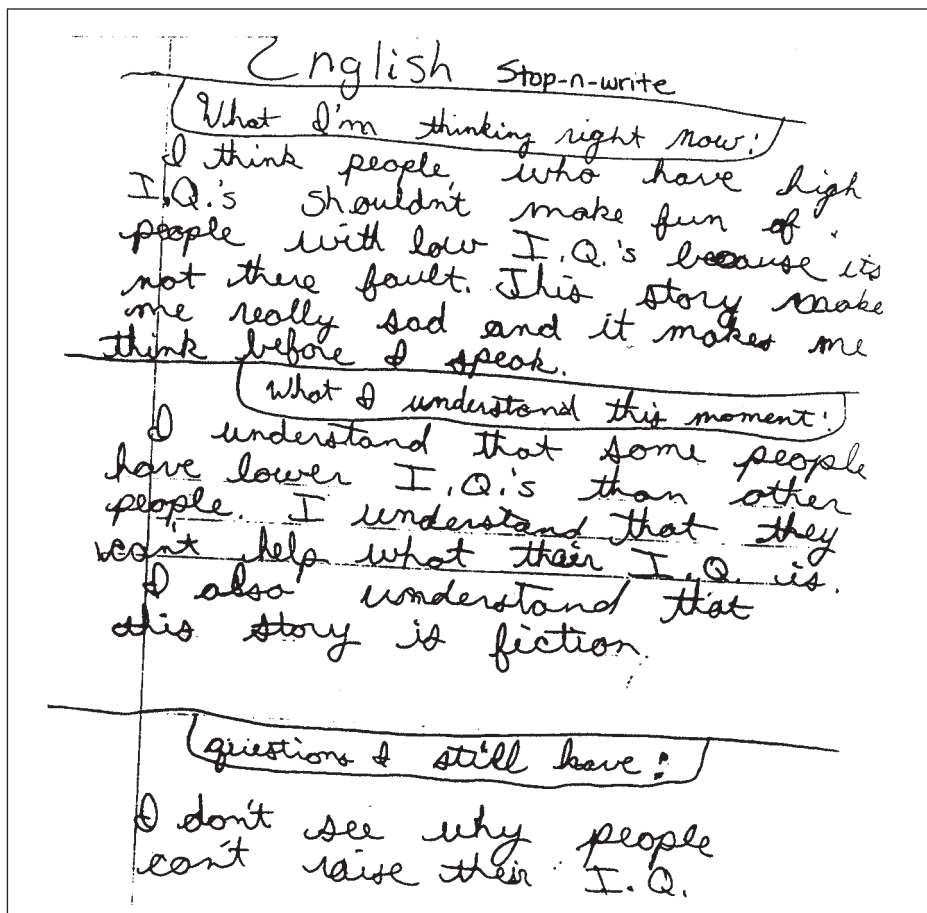 English Stop-n-write
What I'm thinking right now:
I think people who have high
I.Q.'s shouldn't make fun of
people with low I.Q.'s because its
not there fault. This story make
me really sad and it makes me
think before I speak.
What I understand this moment:
I understand that some people
have lower I.Q.'s than other
people. I understand that they
can't help what their I.Q. is.
I also understand that
this story is fiction.
questions I still have:
I don't see why people
can't raise their I.Q.